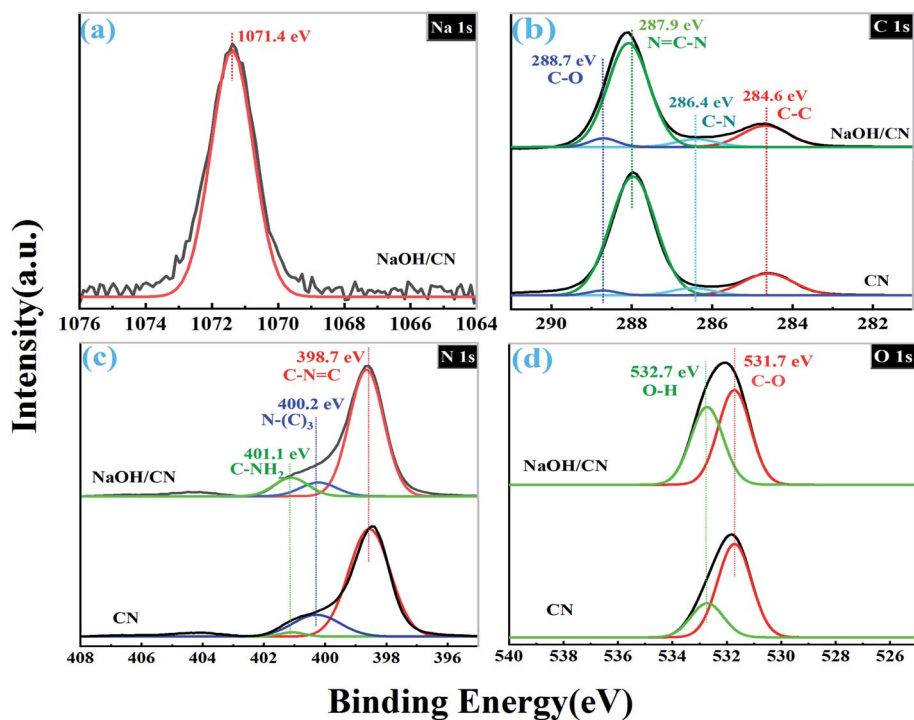 Intensity(a.u.)
(a)
Na 1s
1071.4 eV
NaOH/CN
1076 1074 1072 1070 1068 1066 1064
(b)
C 1s
287.9 eV
N=C-N
288.7 eV
C-O
286.4 eV
C-N
284.6 eV
C-C
NaOH/CN
CN
290 288 286 284 282
(c)
N 1s
398.7 eV
C-N=C
400.2 eV
N-(C)₃
401.1 eV
C-NH₂
NaOH/CN
CN
408 406 404 402 400 398 396
(d)
O 1s
532.7 eV
O-H
531.7 eV
C-O
NaOH/CN
CN
540 538 536 534 532 530 528 526
Binding Energy(eV)